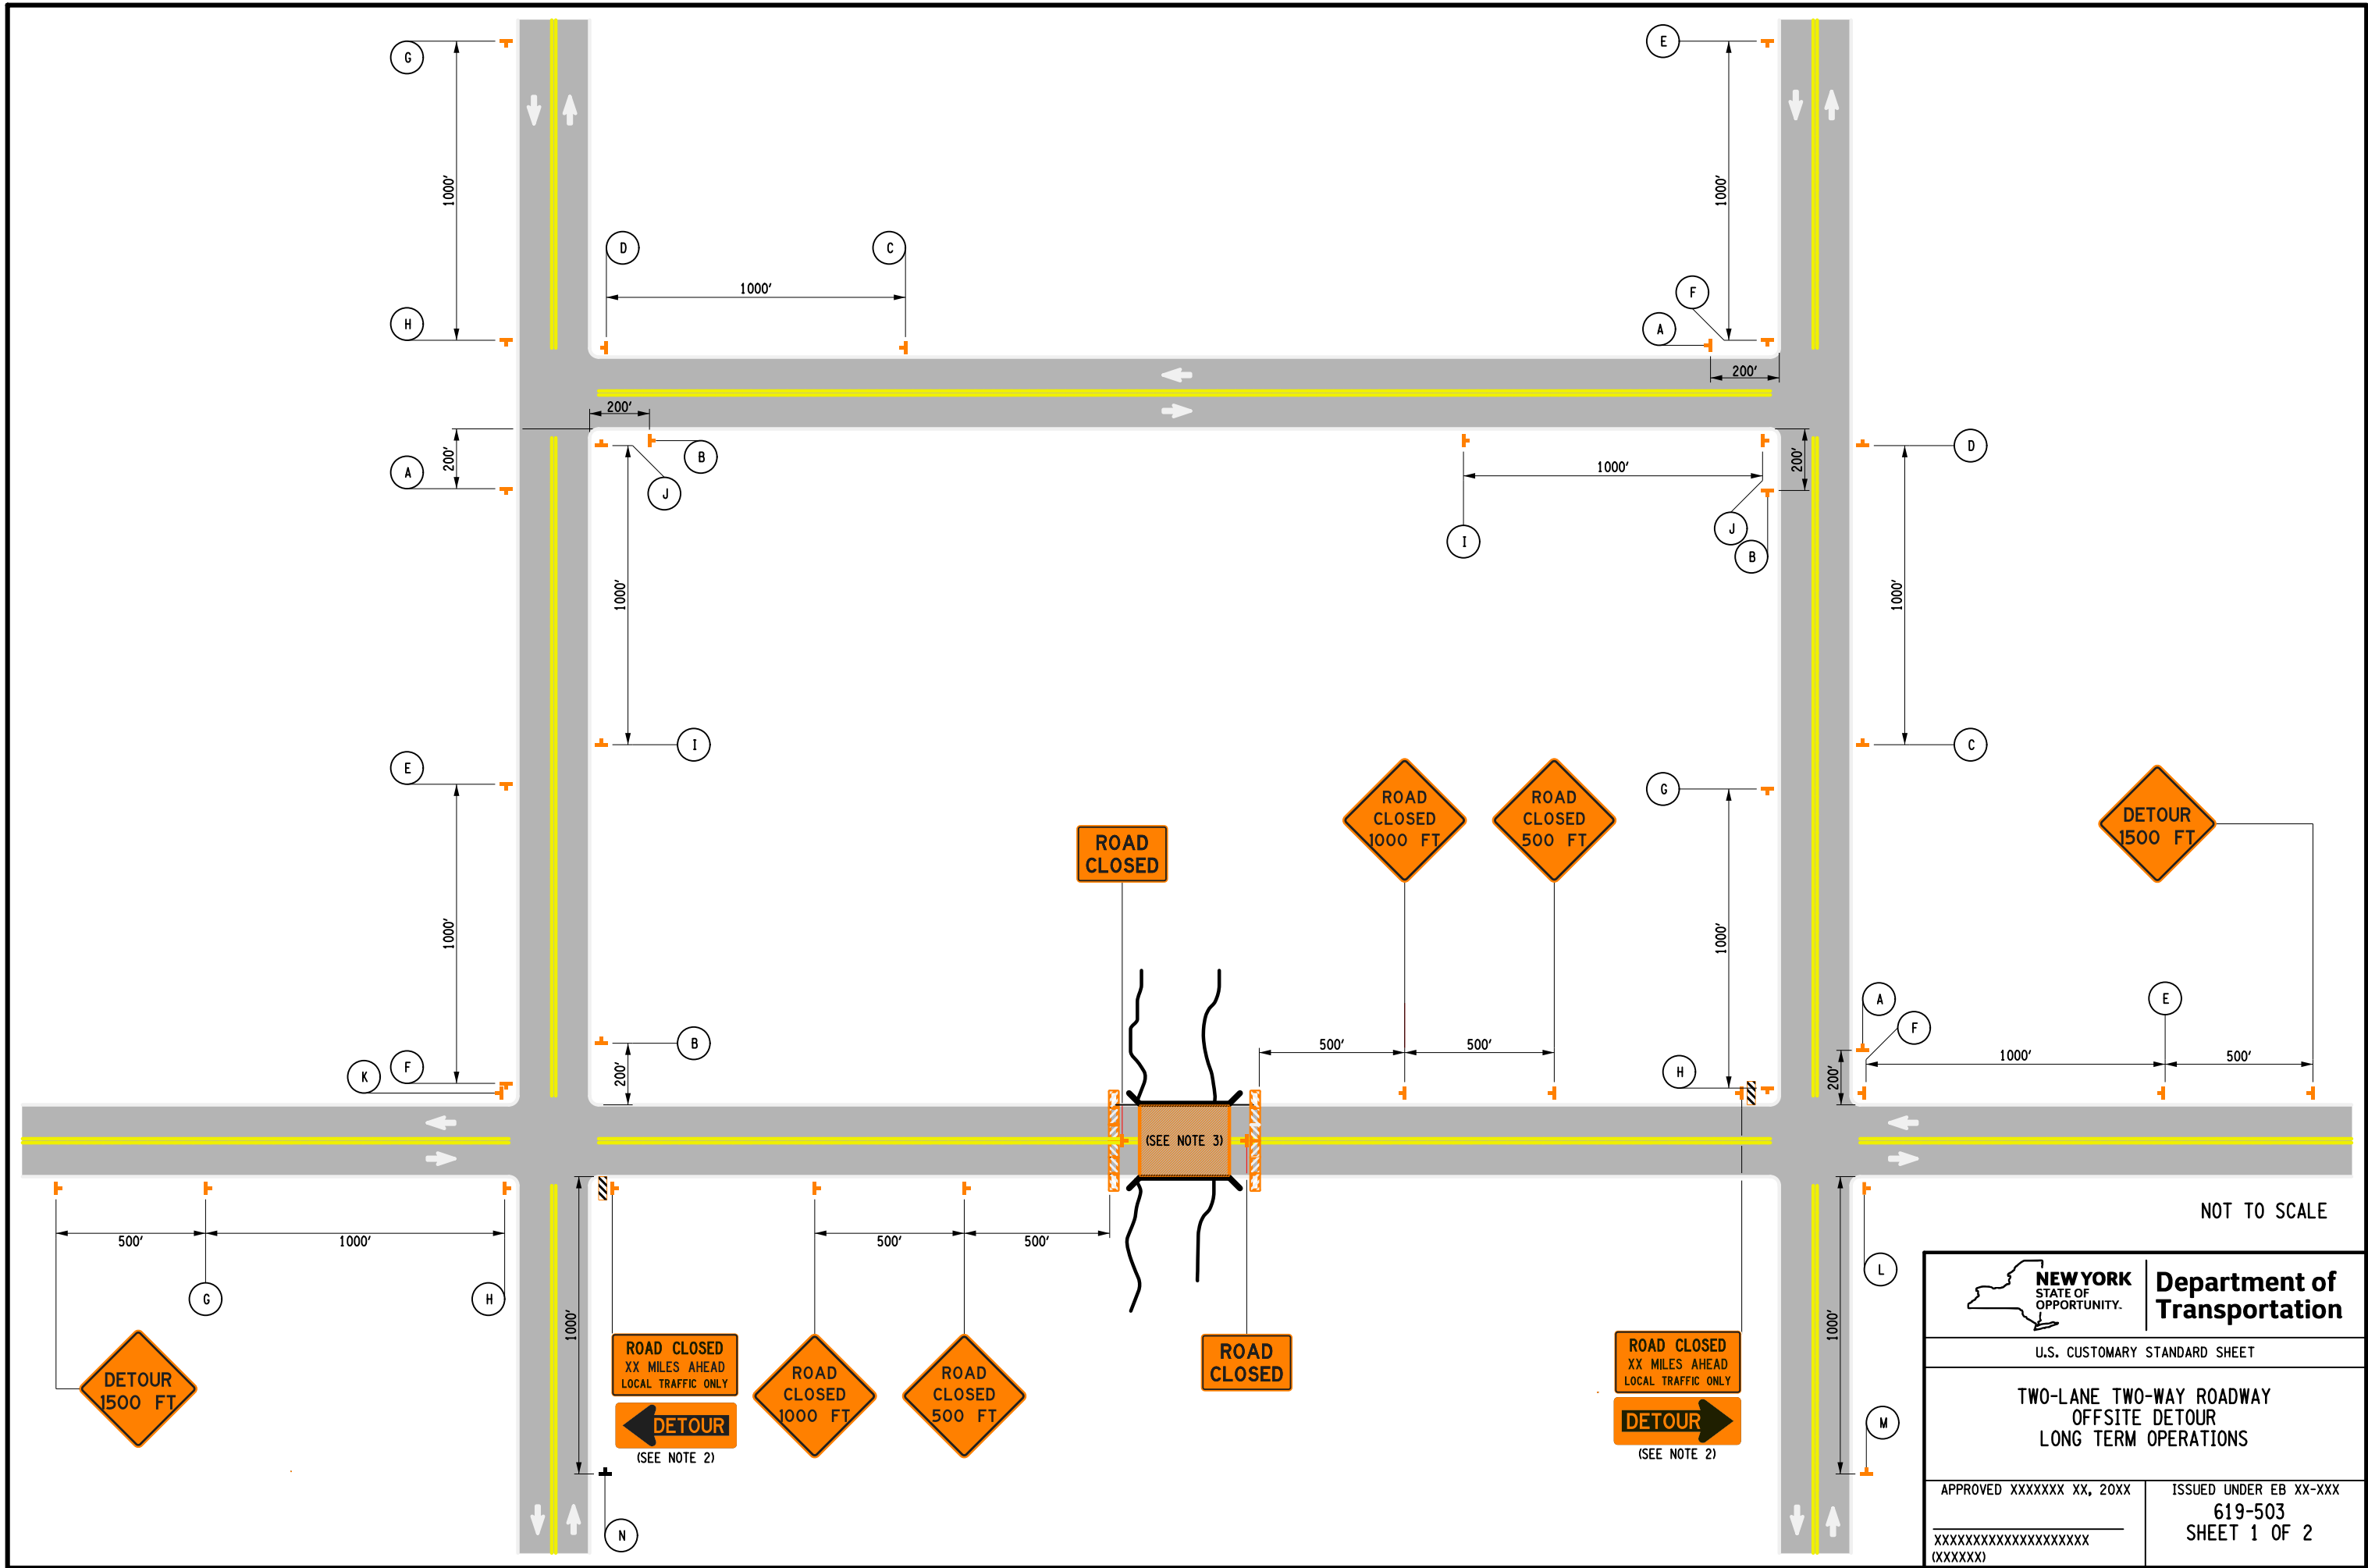 G
E
1000'
1000'
D
C
1000'
F
A
H
200'
200'
B
J
A
200'
D
200'
1000'
I
J
B
1000'
1000'
I
C
E
G
ROAD
CLOSED
1000 FT
ROAD
CLOSED
500 FT
DETOUR
1500 FT
ROAD
CLOSED
1000'
1000'
A
E
F
B
500'
500'
1000'
500'
K
F
200'
H
200'
(SEE NOTE 3)
500'
1000'
500'
500'
G
H
1000'
L
1000'
NOT TO SCALE
DETOUR
1500 FT
ROAD CLOSED
XX MILES AHEAD
LOCAL TRAFFIC ONLY
DETOUR
(SEE NOTE 2)
ROAD
CLOSED
1000 FT
ROAD
CLOSED
500 FT
ROAD
CLOSED
ROAD CLOSED
XX MILES AHEAD
LOCAL TRAFFIC ONLY
DETOUR
(SEE NOTE 2)
M
N
NEW YORK
STATE OF
OPPORTUNITY.
Department of
Transportation
U.S. CUSTOMARY STANDARD SHEET
TWO-LANE TWO-WAY ROADWAY
OFFSITE DETOUR
LONG TERM OPERATIONS
APPROVED XXXXXXX XX, 20XX
XXXXXXXXXXXXXXXXXXXX
(XXXXXX)
ISSUED UNDER EB XX-XXX
619-503
SHEET 1 OF 2